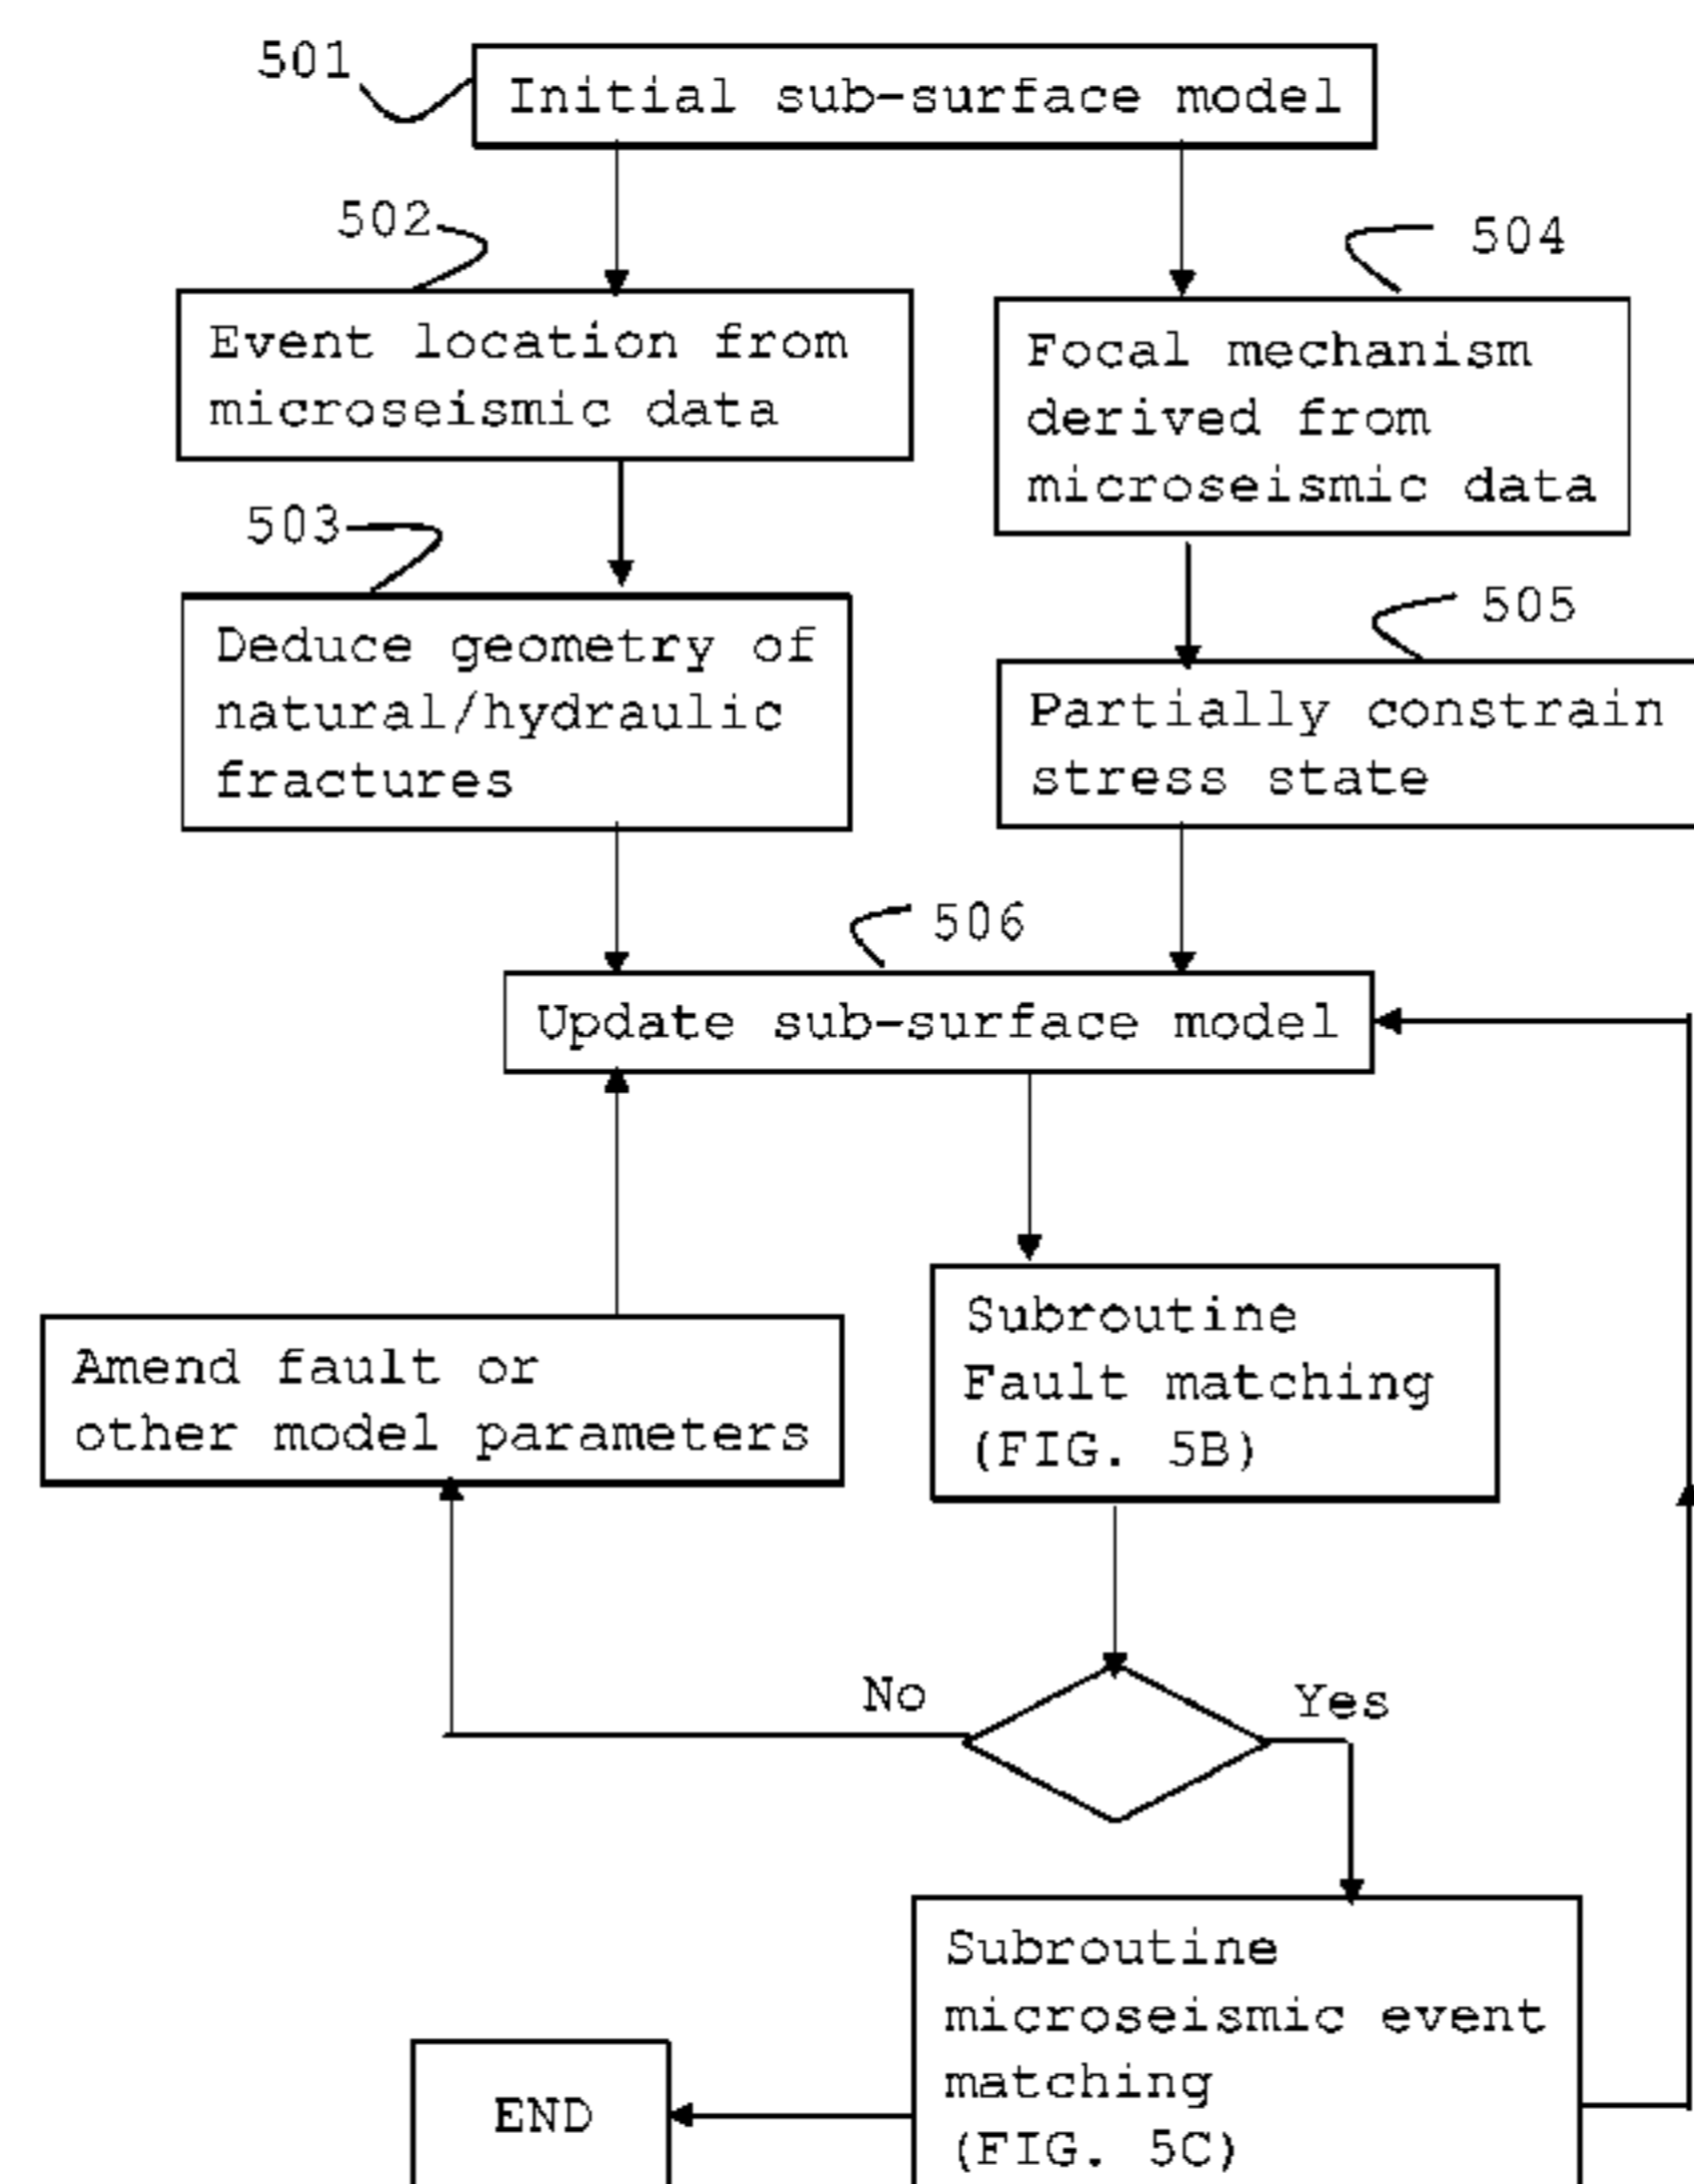 501
Initial sub-surface model
502
504
Event location from
microseismic data
Focal mechanism
derived from
microseismic data
503
505
Deduce geometry of
natural/hydraulic
fractures
Partially constrain
stress state
506
Update sub-surface model
Amend fault or
other model parameters
Subroutine
Fault matching
(FIG. 5B)
No
Yes
Subroutine
microseismic event
matching
(FIG. 5C)
END